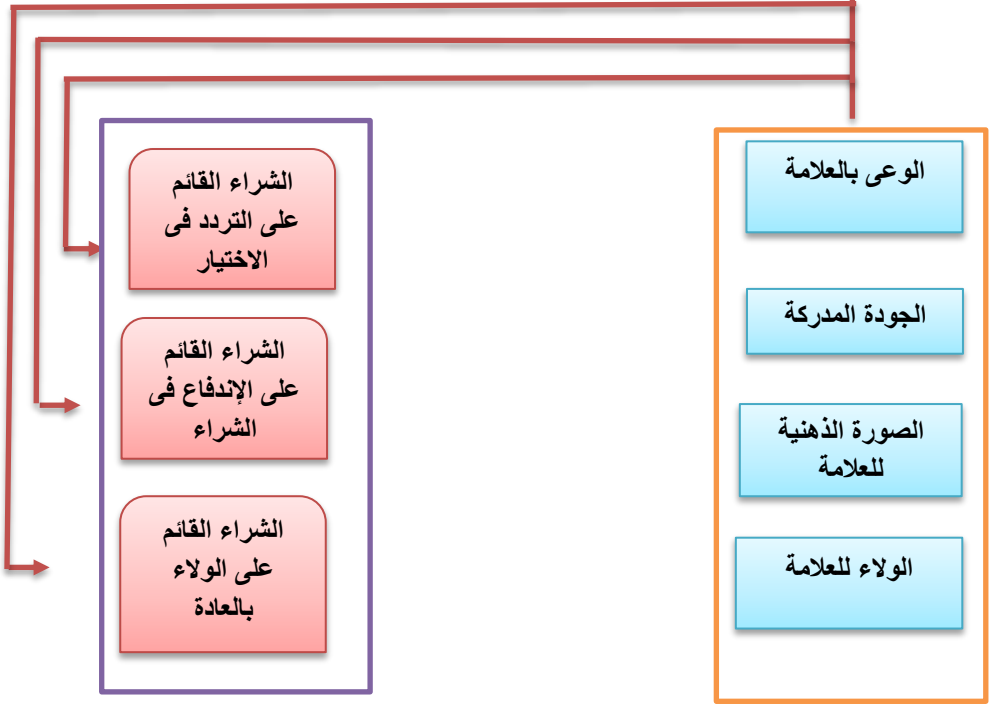 الوعى بالعلامة
الجودة المدركة
الصورة الذهنية
للعلامة
الولاء للعلامة
الشراء القائم
على التردد فى
الاختيار
الشراء القائم
على الإندفاع فى
الشراء
الشراء القائم
على الولاء
بالعادة